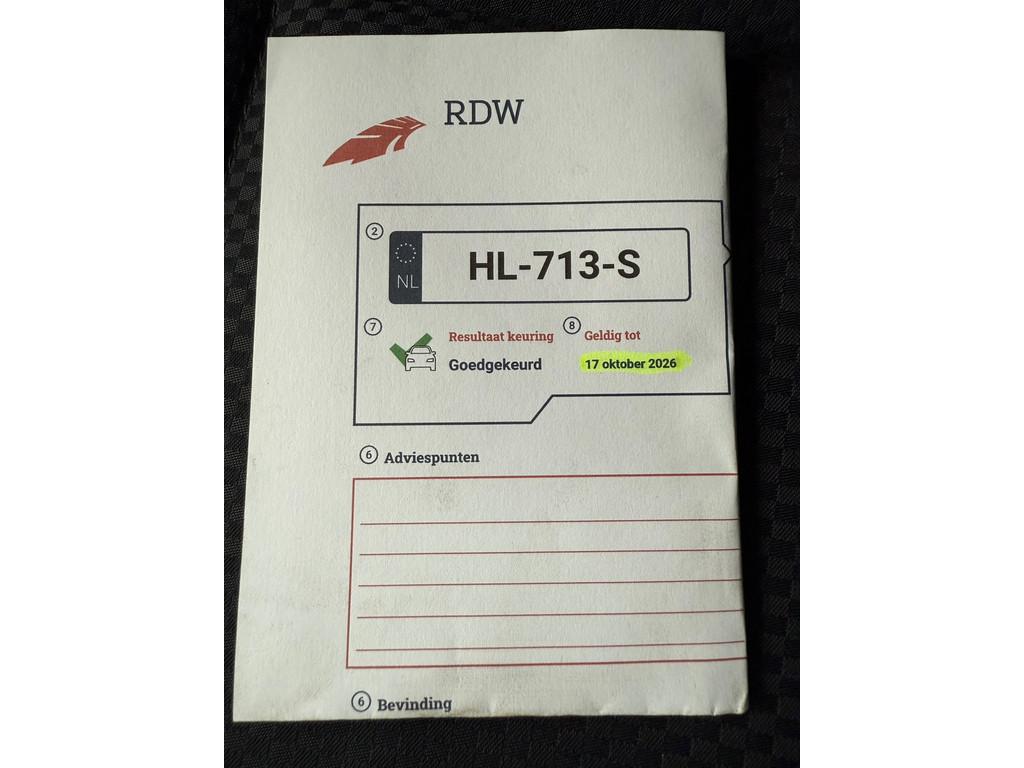 RDW
2
NL HL-713-S
7 Resultaat keuring 8 Geldig tot
Goedgekeurd 17 oktober 2026
6 Adviespunten
6 Bevinding